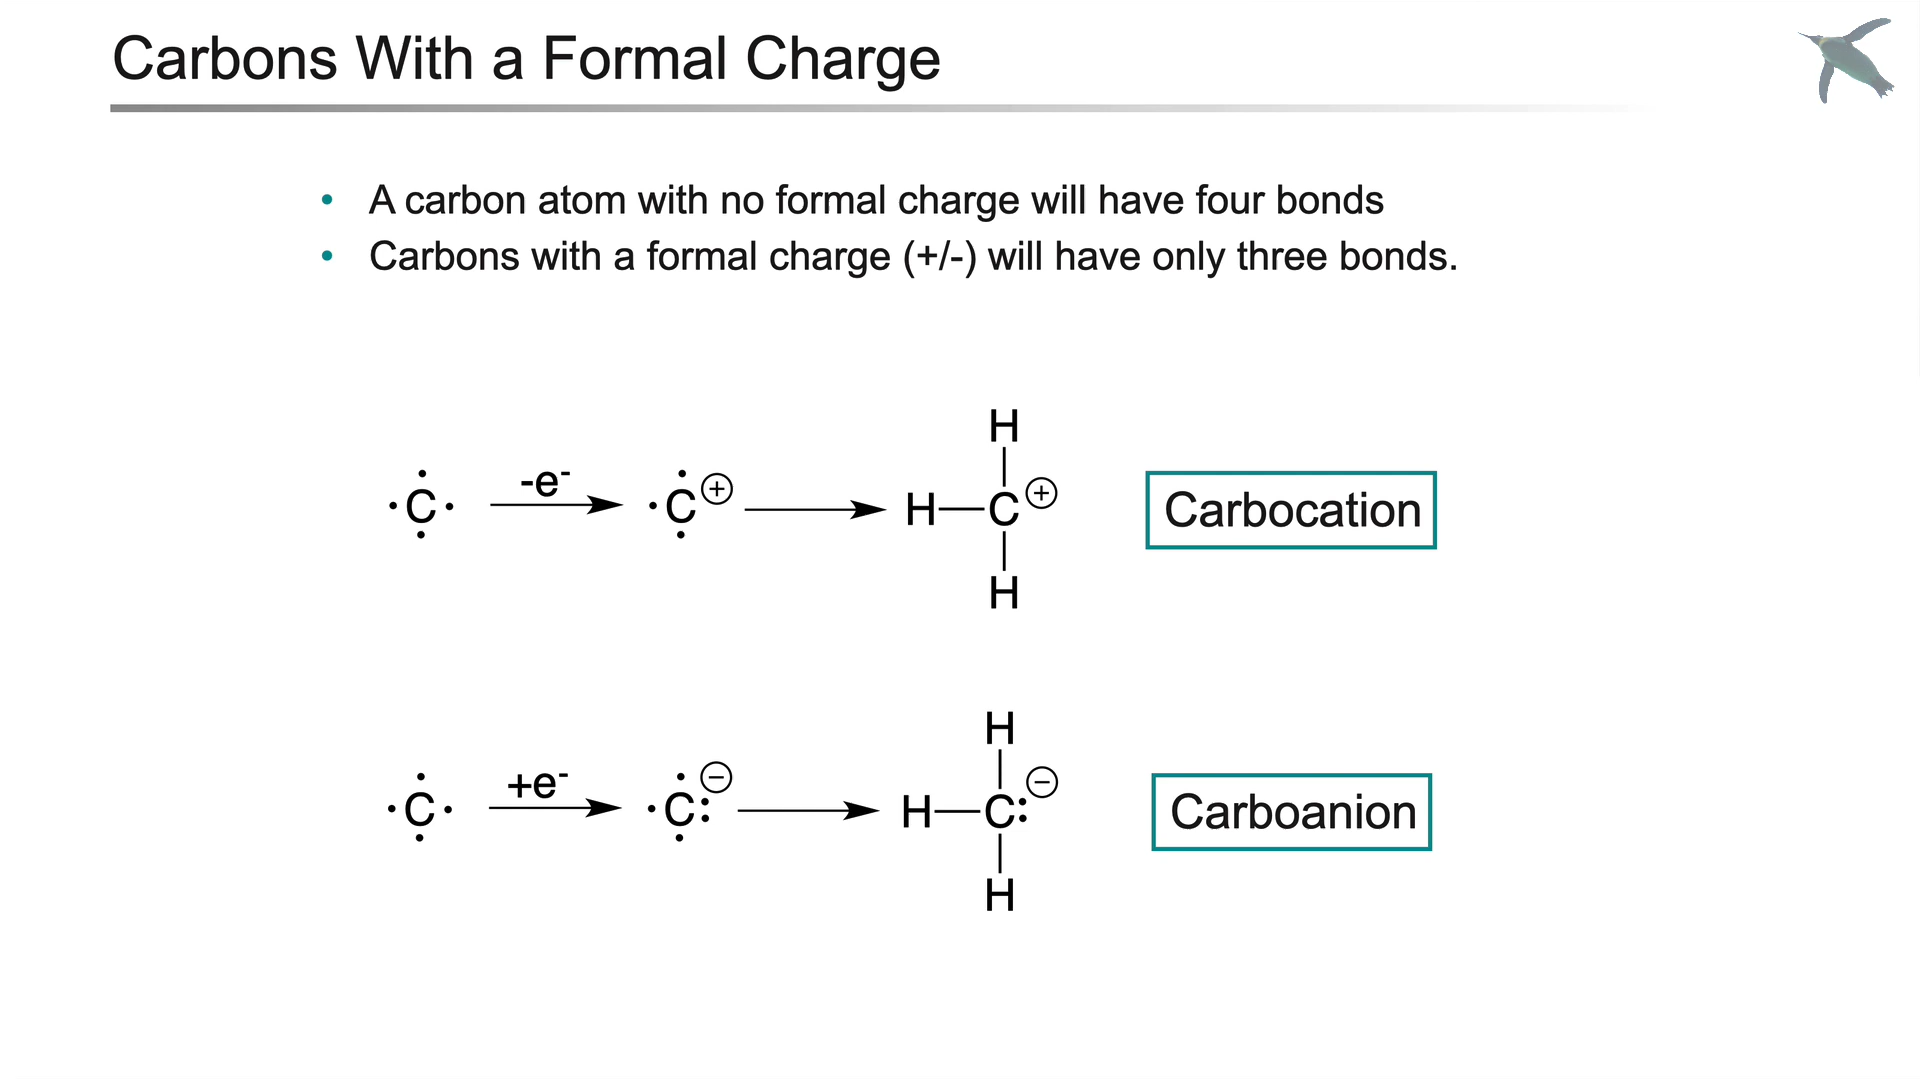 Carbons With a Formal Charge
• A carbon atom with no formal charge will have four bonds
• Carbons with a formal charge (+/-) will have only three bonds.
H
·C· -e⁻ ·C⊕ H—C⊕ Carbocation
H
H
·C· +e⁻ ·C:⊖ H—C:⊖ Carboanion
H